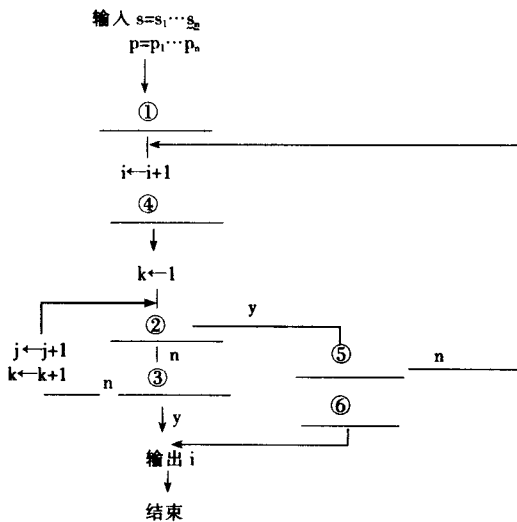 输入 s=s₁…sₙ
p=p₁…pₙ
①
i←i+1
④
k←1
y
②
⑤
j←j+1
n
n
k←k+1
n
③
⑥
y
输出 i
结束